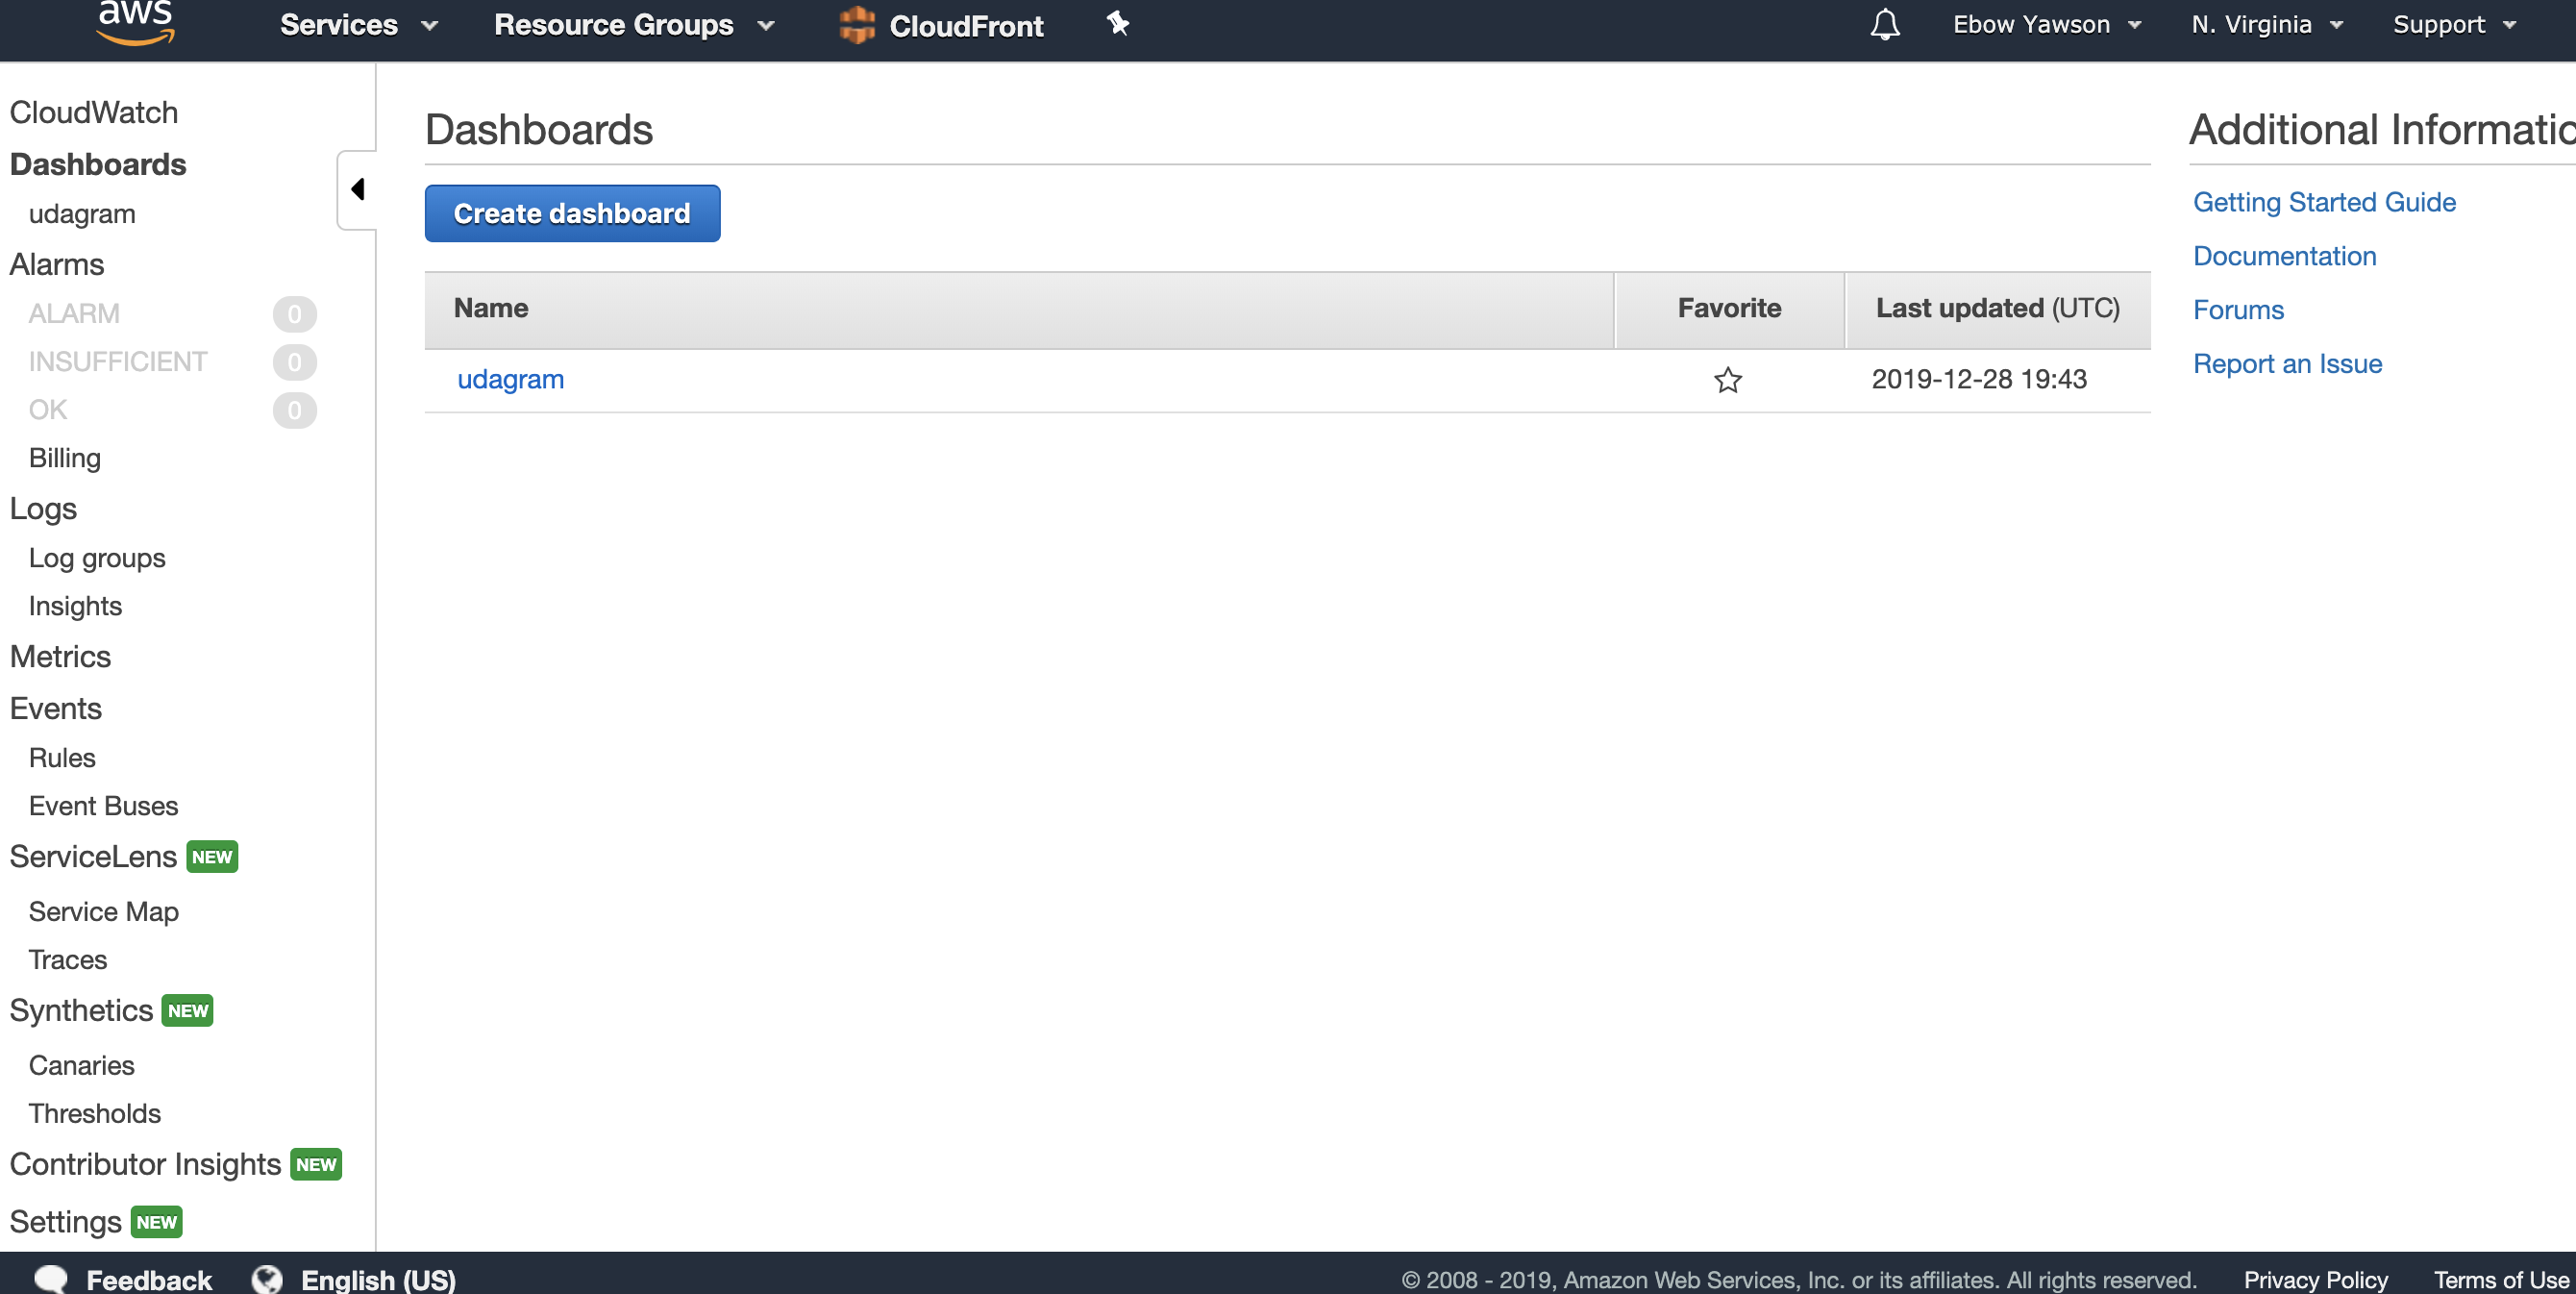 aws Services Resource Groups CloudFront Ebow Yawson N. Virginia Support
CloudWatch
Dashboards
udagram
Alarms
ALARM 0
INSUFFICIENT 0
OK 0
Billing
Logs
Log groups
Insights
Metrics
Events
Rules
Event Buses
ServiceLens NEW
Service Map
Traces
Synthetics NEW
Canaries
Thresholds
Contributor Insights NEW
Settings NEW
Dashboards
Create dashboard
Name Favorite Last updated (UTC)
udagram 2019-12-28 19:43
Additional Informatio
Getting Started Guide
Documentation
Forums
Report an Issue
Feedback English (US) © 2008 - 2019, Amazon Web Services, Inc. or its affiliates. All rights reserved. Privacy Policy Terms of Use